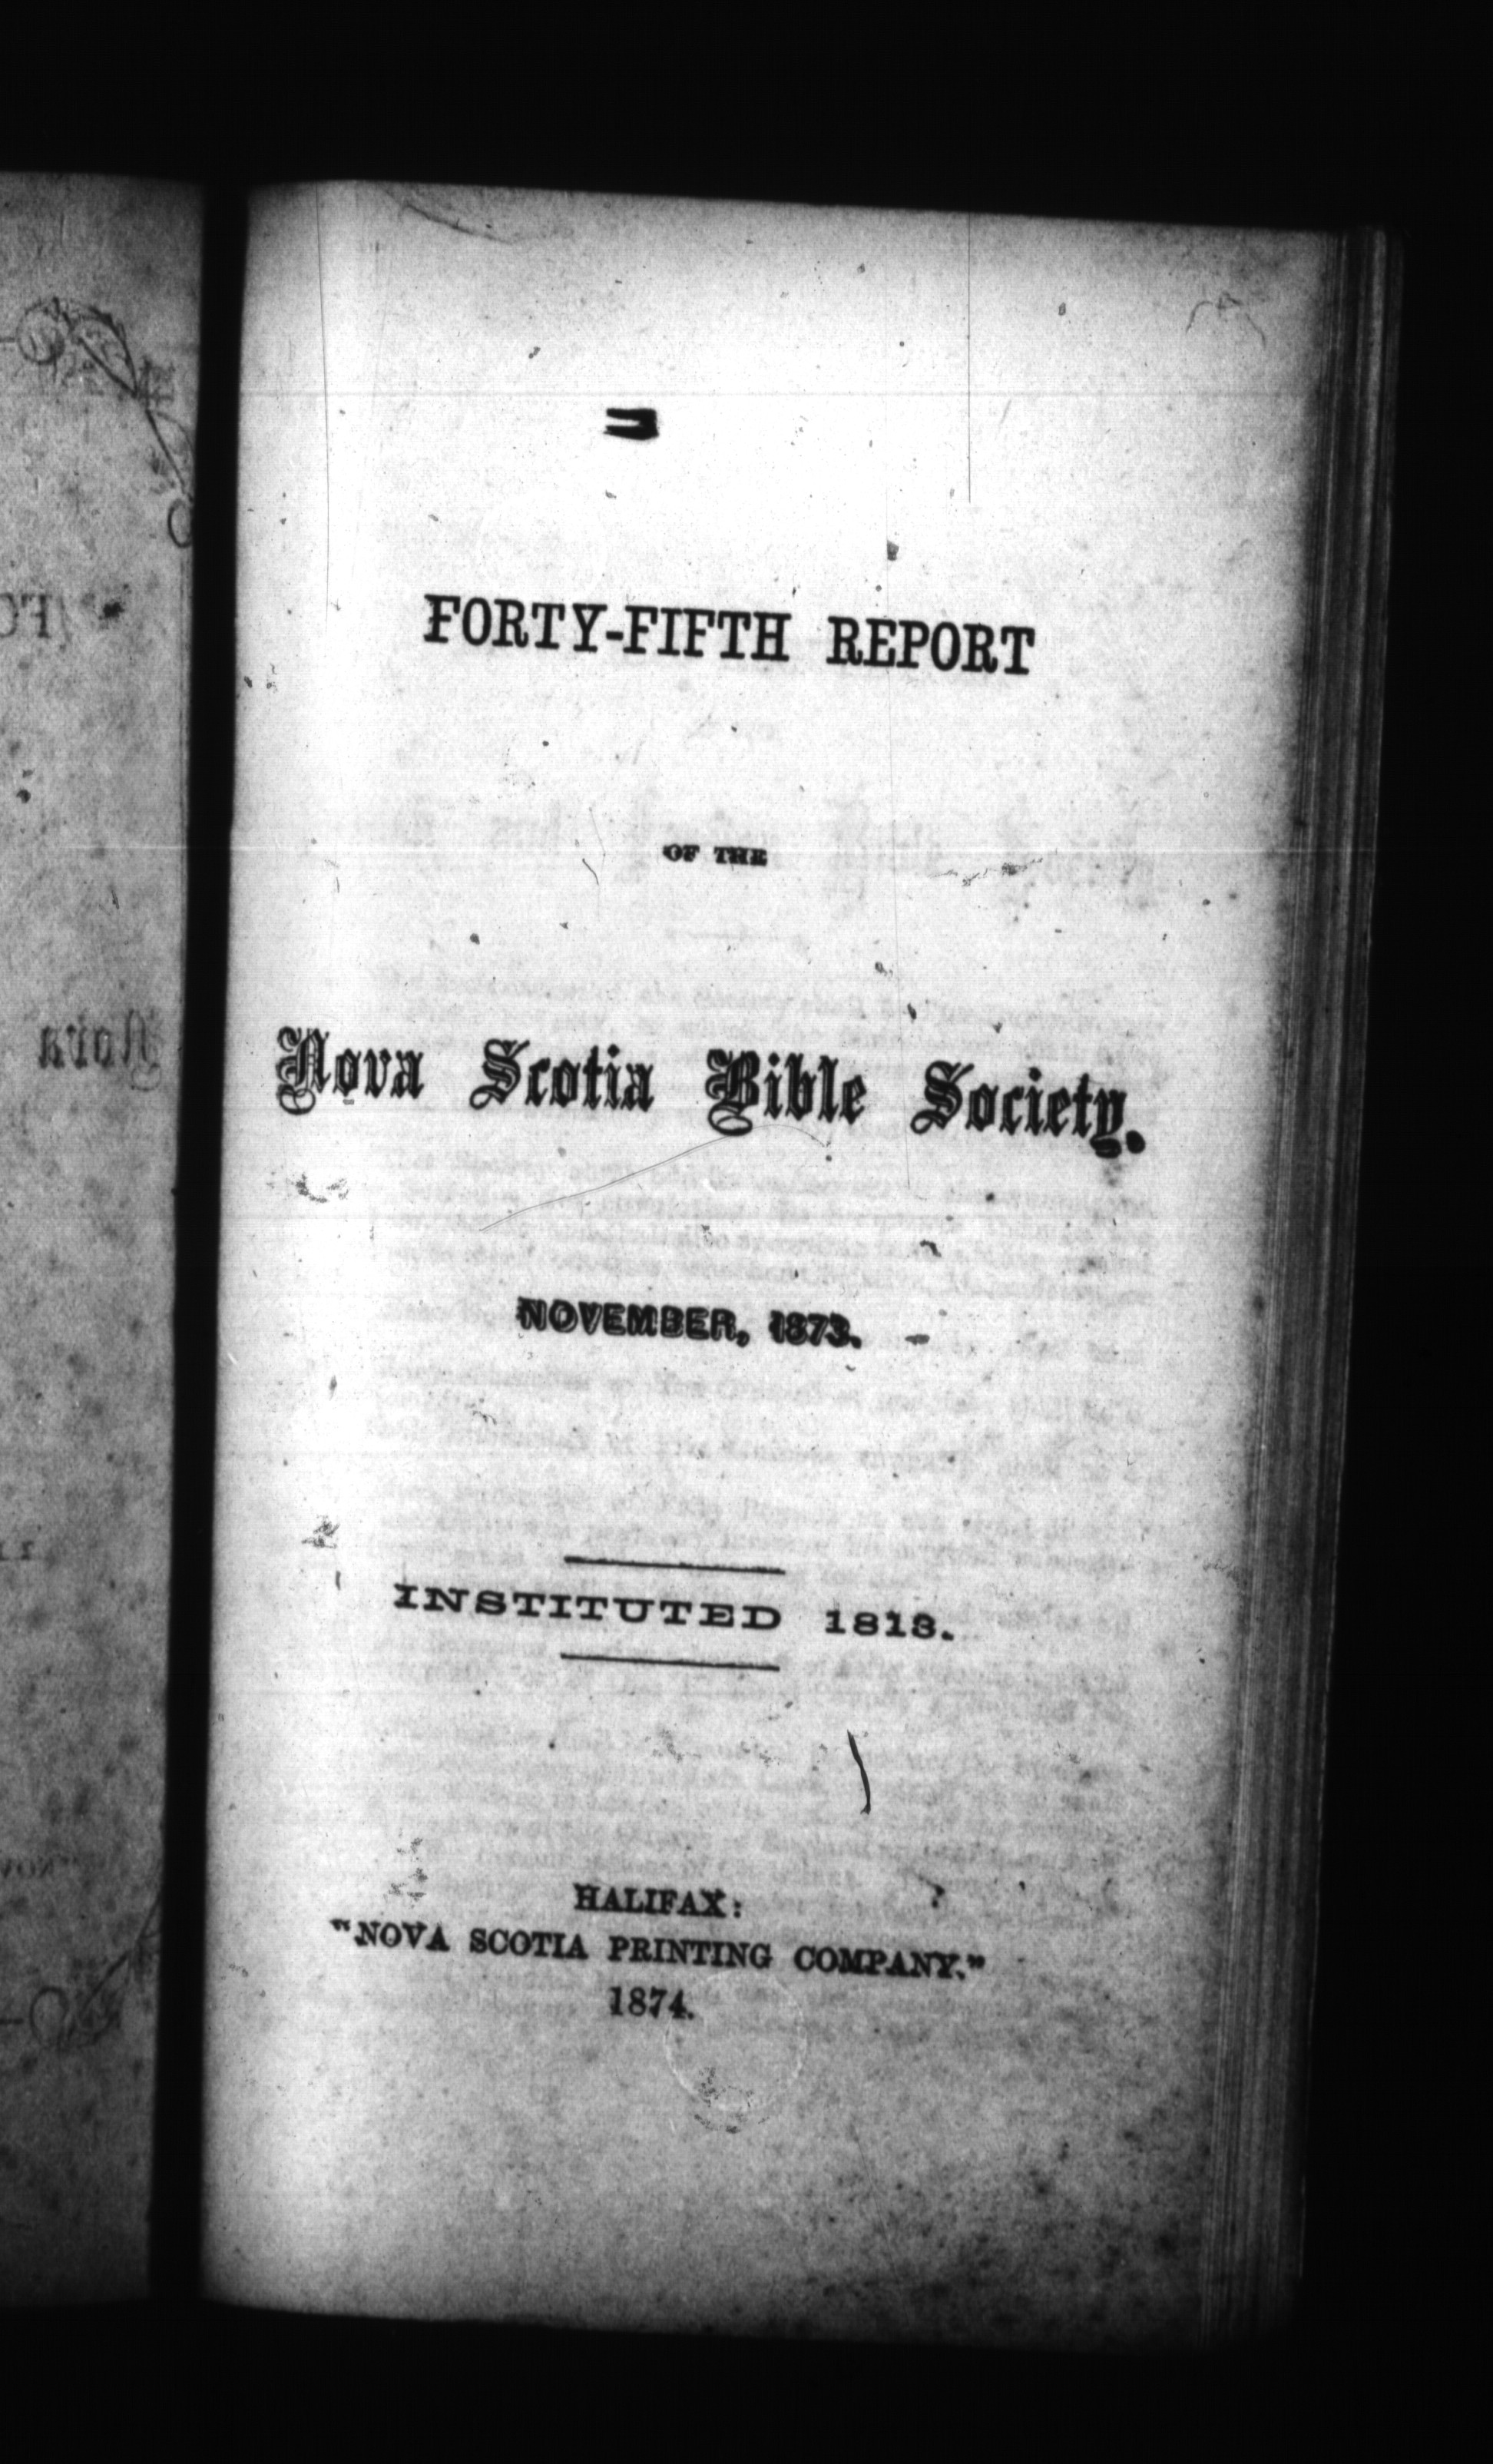 FORTY-FIFTH REPORT
OF THE
Nova Scotia Bible Society.
NOVEMBER, 1873.
INSTITUTED 1813.
HALIFAX:
"NOVA SCOTIA PRINTING COMPANY."
1874.